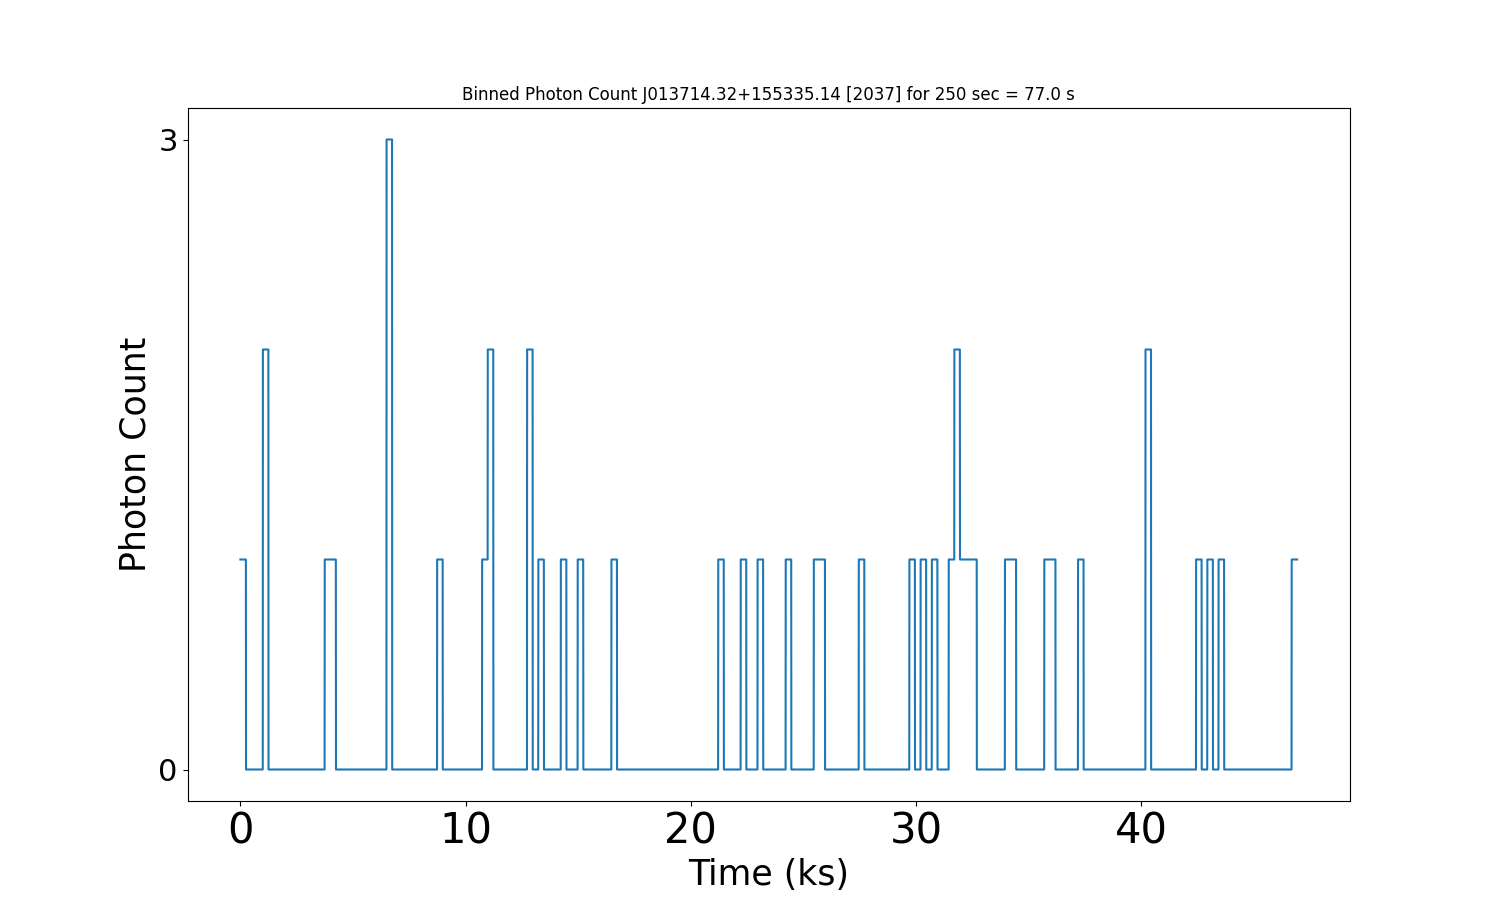 Binned Photon Count J013714.32+155335.14 [2037] for 250 sec = 77.0 s
3
Photon Count
0
0 10 20 30 40
Time (ks)